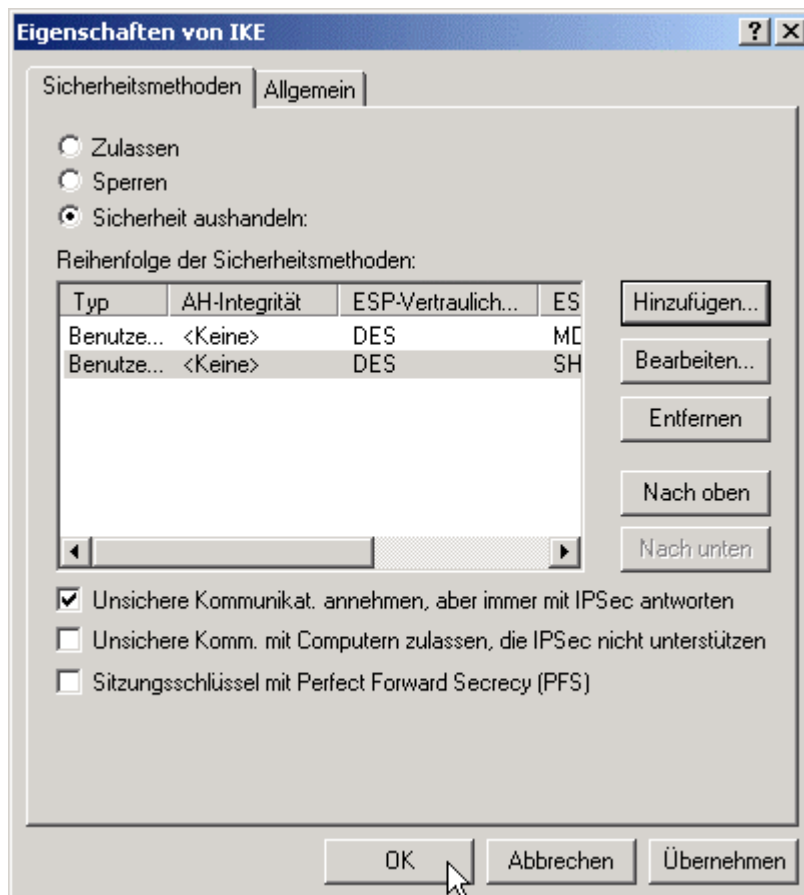 Eigenschaften von IKE
Sicherheitsmethoden Allgemein
Zulassen
Sperren
Sicherheit aushandeln:
Reihenfolge der Sicherheitsmethoden:
Typ AH-Integrität ESP-Vertraulich... ES
Benutze... <Keine> DES MD
Benutze... <Keine> DES SH
Hinzufügen...
Bearbeiten...
Entfernen
Nach oben
Nach unten
Unsichere Kommunikat. annehmen, aber immer mit IPSec antworten
Unsichere Komm. mit Computern zulassen, die IPSec nicht unterstützen
Sitzungsschlüssel mit Perfect Forward Secrecy (PFS)
OK Abbrechen Übernehmen